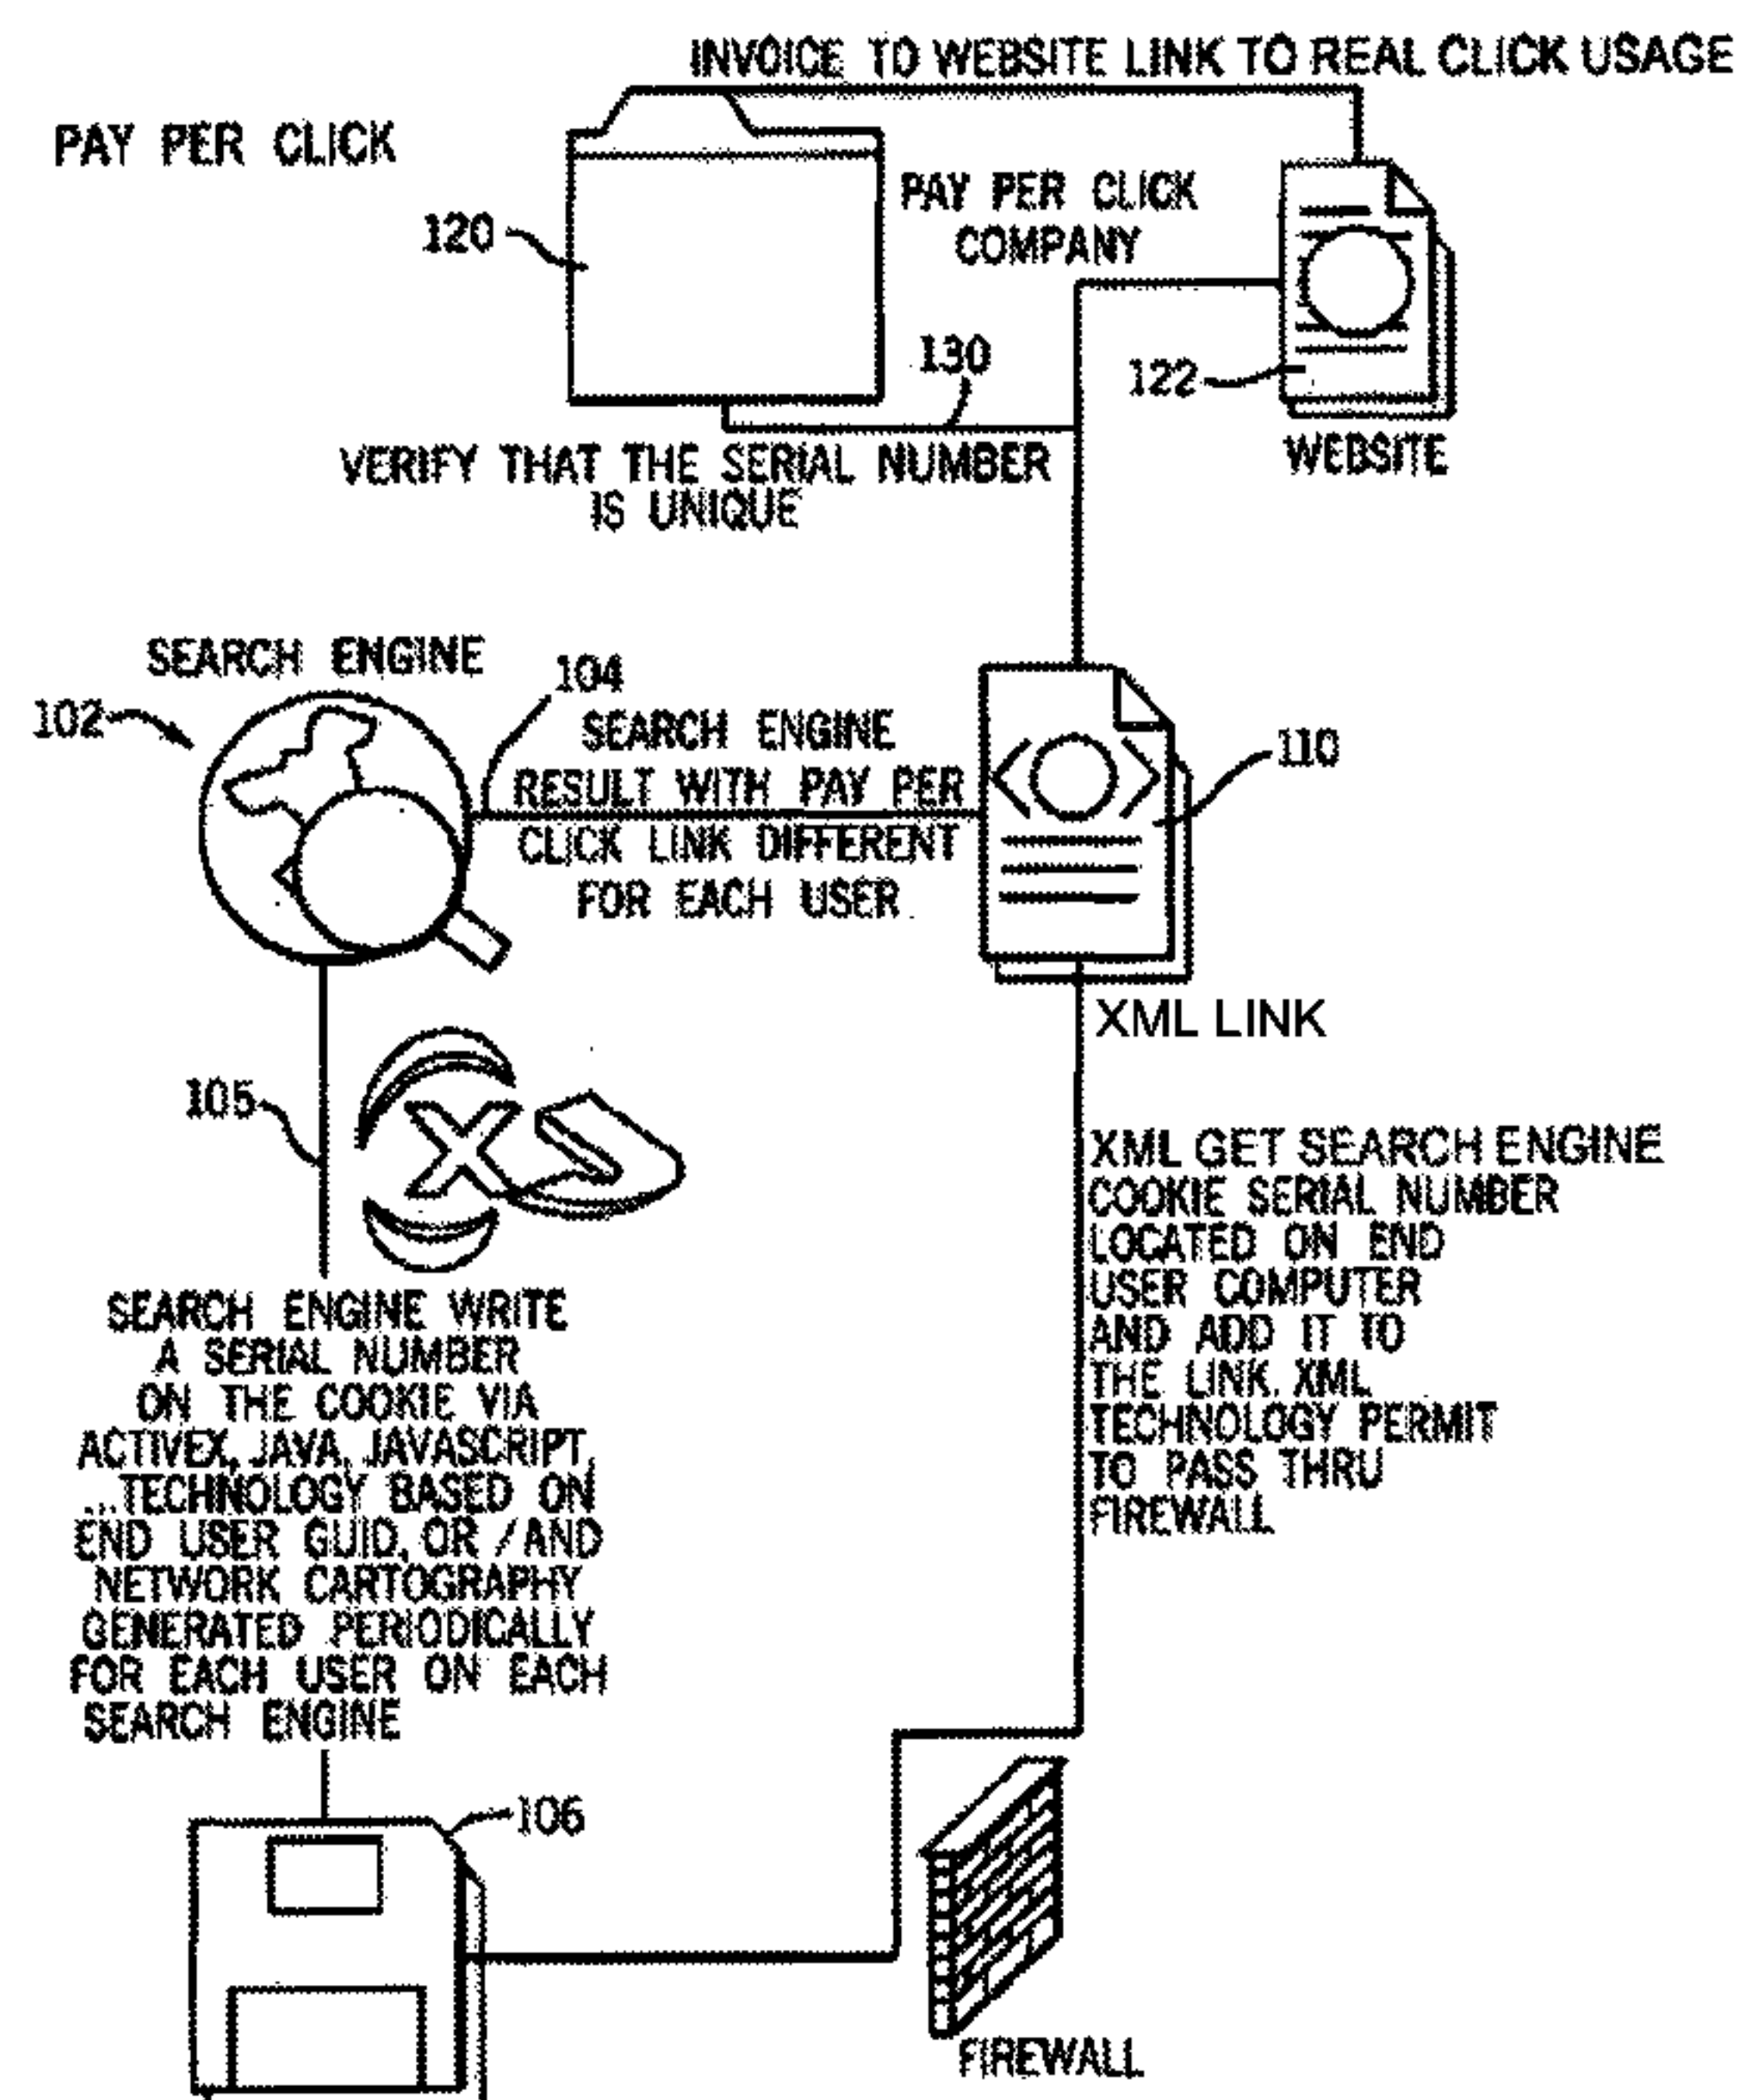 INVOICE TO WEBSITE LINK TO REAL CLICK USAGE
PAY PER CLICK
120
PAY PER CLICK
COMPANY
130
122
VERIFY THAT THE SERIAL NUMBER
IS UNIQUE
WEBSITE
SEARCH ENGINE
102
104
SEARCH ENGINE
RESULT WITH PAY PER
CLICK LINK DIFFERENT
FOR EACH USER
110
XML LINK
105
XML GET SEARCH ENGINE
COOKIE SERIAL NUMBER
LOCATED ON END
USER COMPUTER
AND ADD IT TO
THE LINK. XML
TECHNOLOGY PERMIT
TO PASS THRU
FIREWALL
SEARCH ENGINE WRITE
A SERIAL NUMBER
ON THE COOKIE VIA
ACTIVEX, JAVA, JAVASCRIPT,
...TECHNOLOGY BASED ON
END USER GUID, OR /AND
NETWORK CARTOGRAPHY
GENERATED PERIODICALLY
FOR EACH USER ON EACH
SEARCH ENGINE
106
FIREWALL